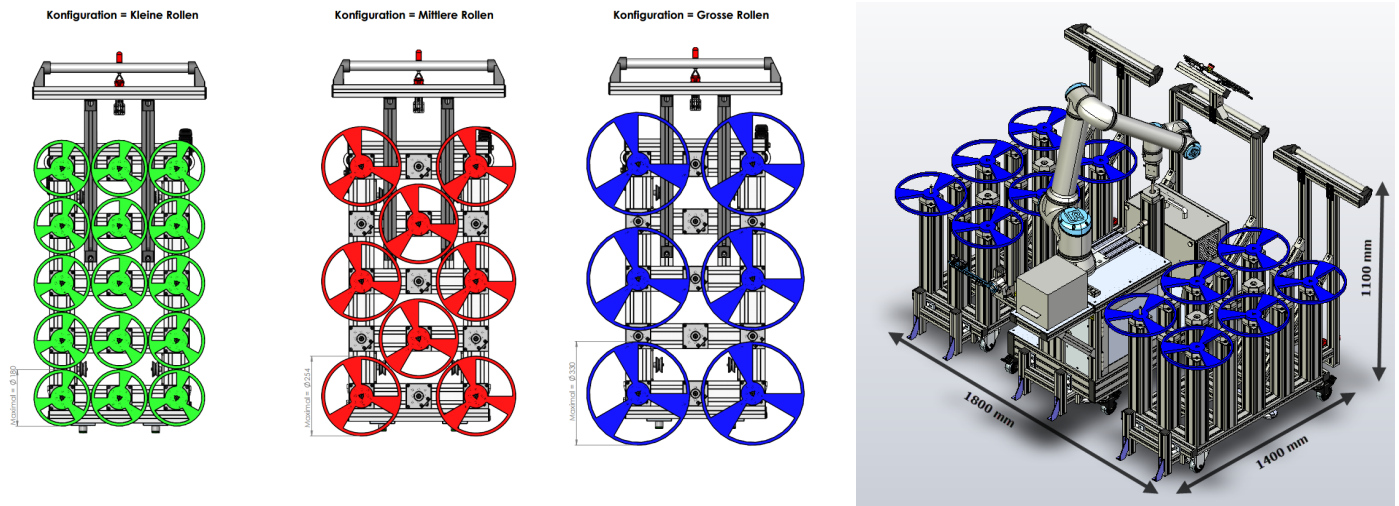 Konfiguration = Kleine Rollen
Konfiguration = Mittlere Rollen
Konfiguration = Grosse Rollen
Maximal = Ø180
Maximal = Ø254
Maximal = Ø330
1100 mm
1800 mm
1400 mm